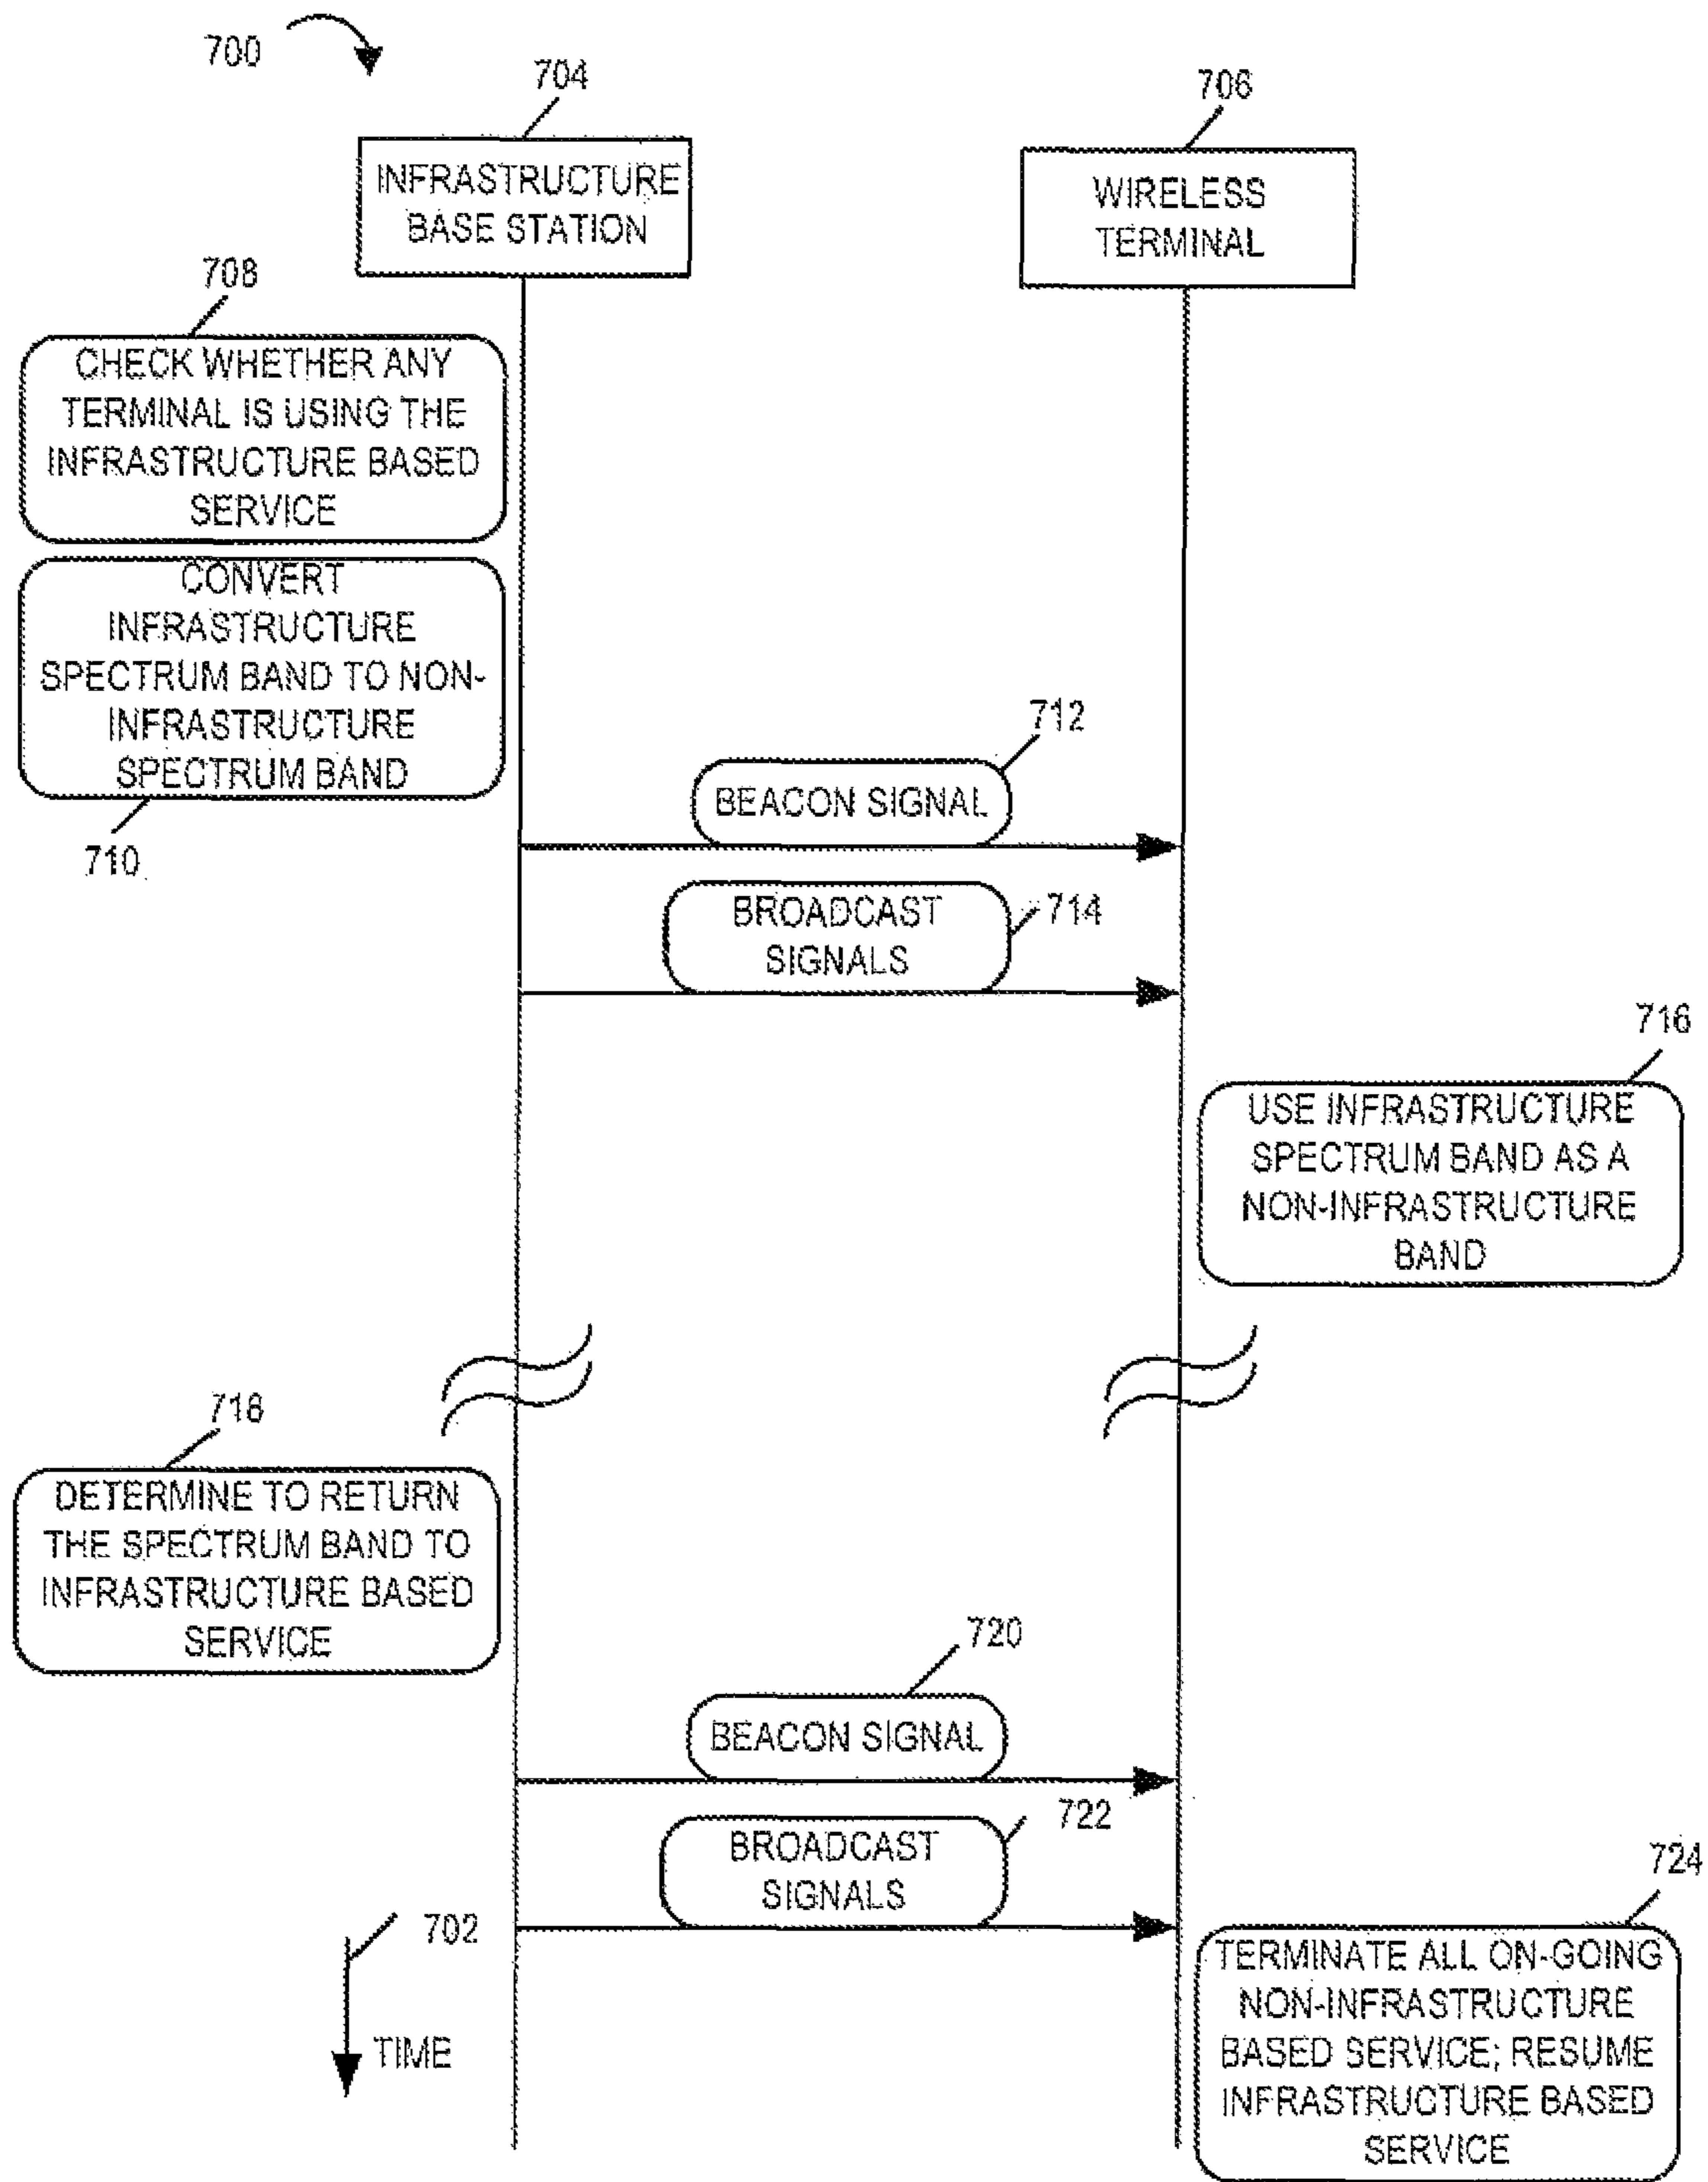 700
704
706
INFRASTRUCTURE
BASE STATION
WIRELESS
TERMINAL
708
CHECK WHETHER ANY
TERMINAL IS USING THE
INFRASTRUCTURE BASED
SERVICE
CONVERT
INFRASTRUCTURE
SPECTRUM BAND TO NON-
INFRASTRUCTURE
SPECTRUM BAND
710
712
BEACON SIGNAL
714
BROADCAST
SIGNALS
716
USE INFRASTRUCTURE
SPECTRUM BAND AS A
NON-INFRASTRUCTURE
BAND
718
DETERMINE TO RETURN
THE SPECTRUM BAND TO
INFRASTRUCTURE BASED
SERVICE
720
BEACON SIGNAL
722
BROADCAST
SIGNALS
724
TERMINATE ALL ON-GOING
NON-INFRASTRUCTURE
BASED SERVICE; RESUME
INFRASTRUCTURE BASED
SERVICE
702
TIME